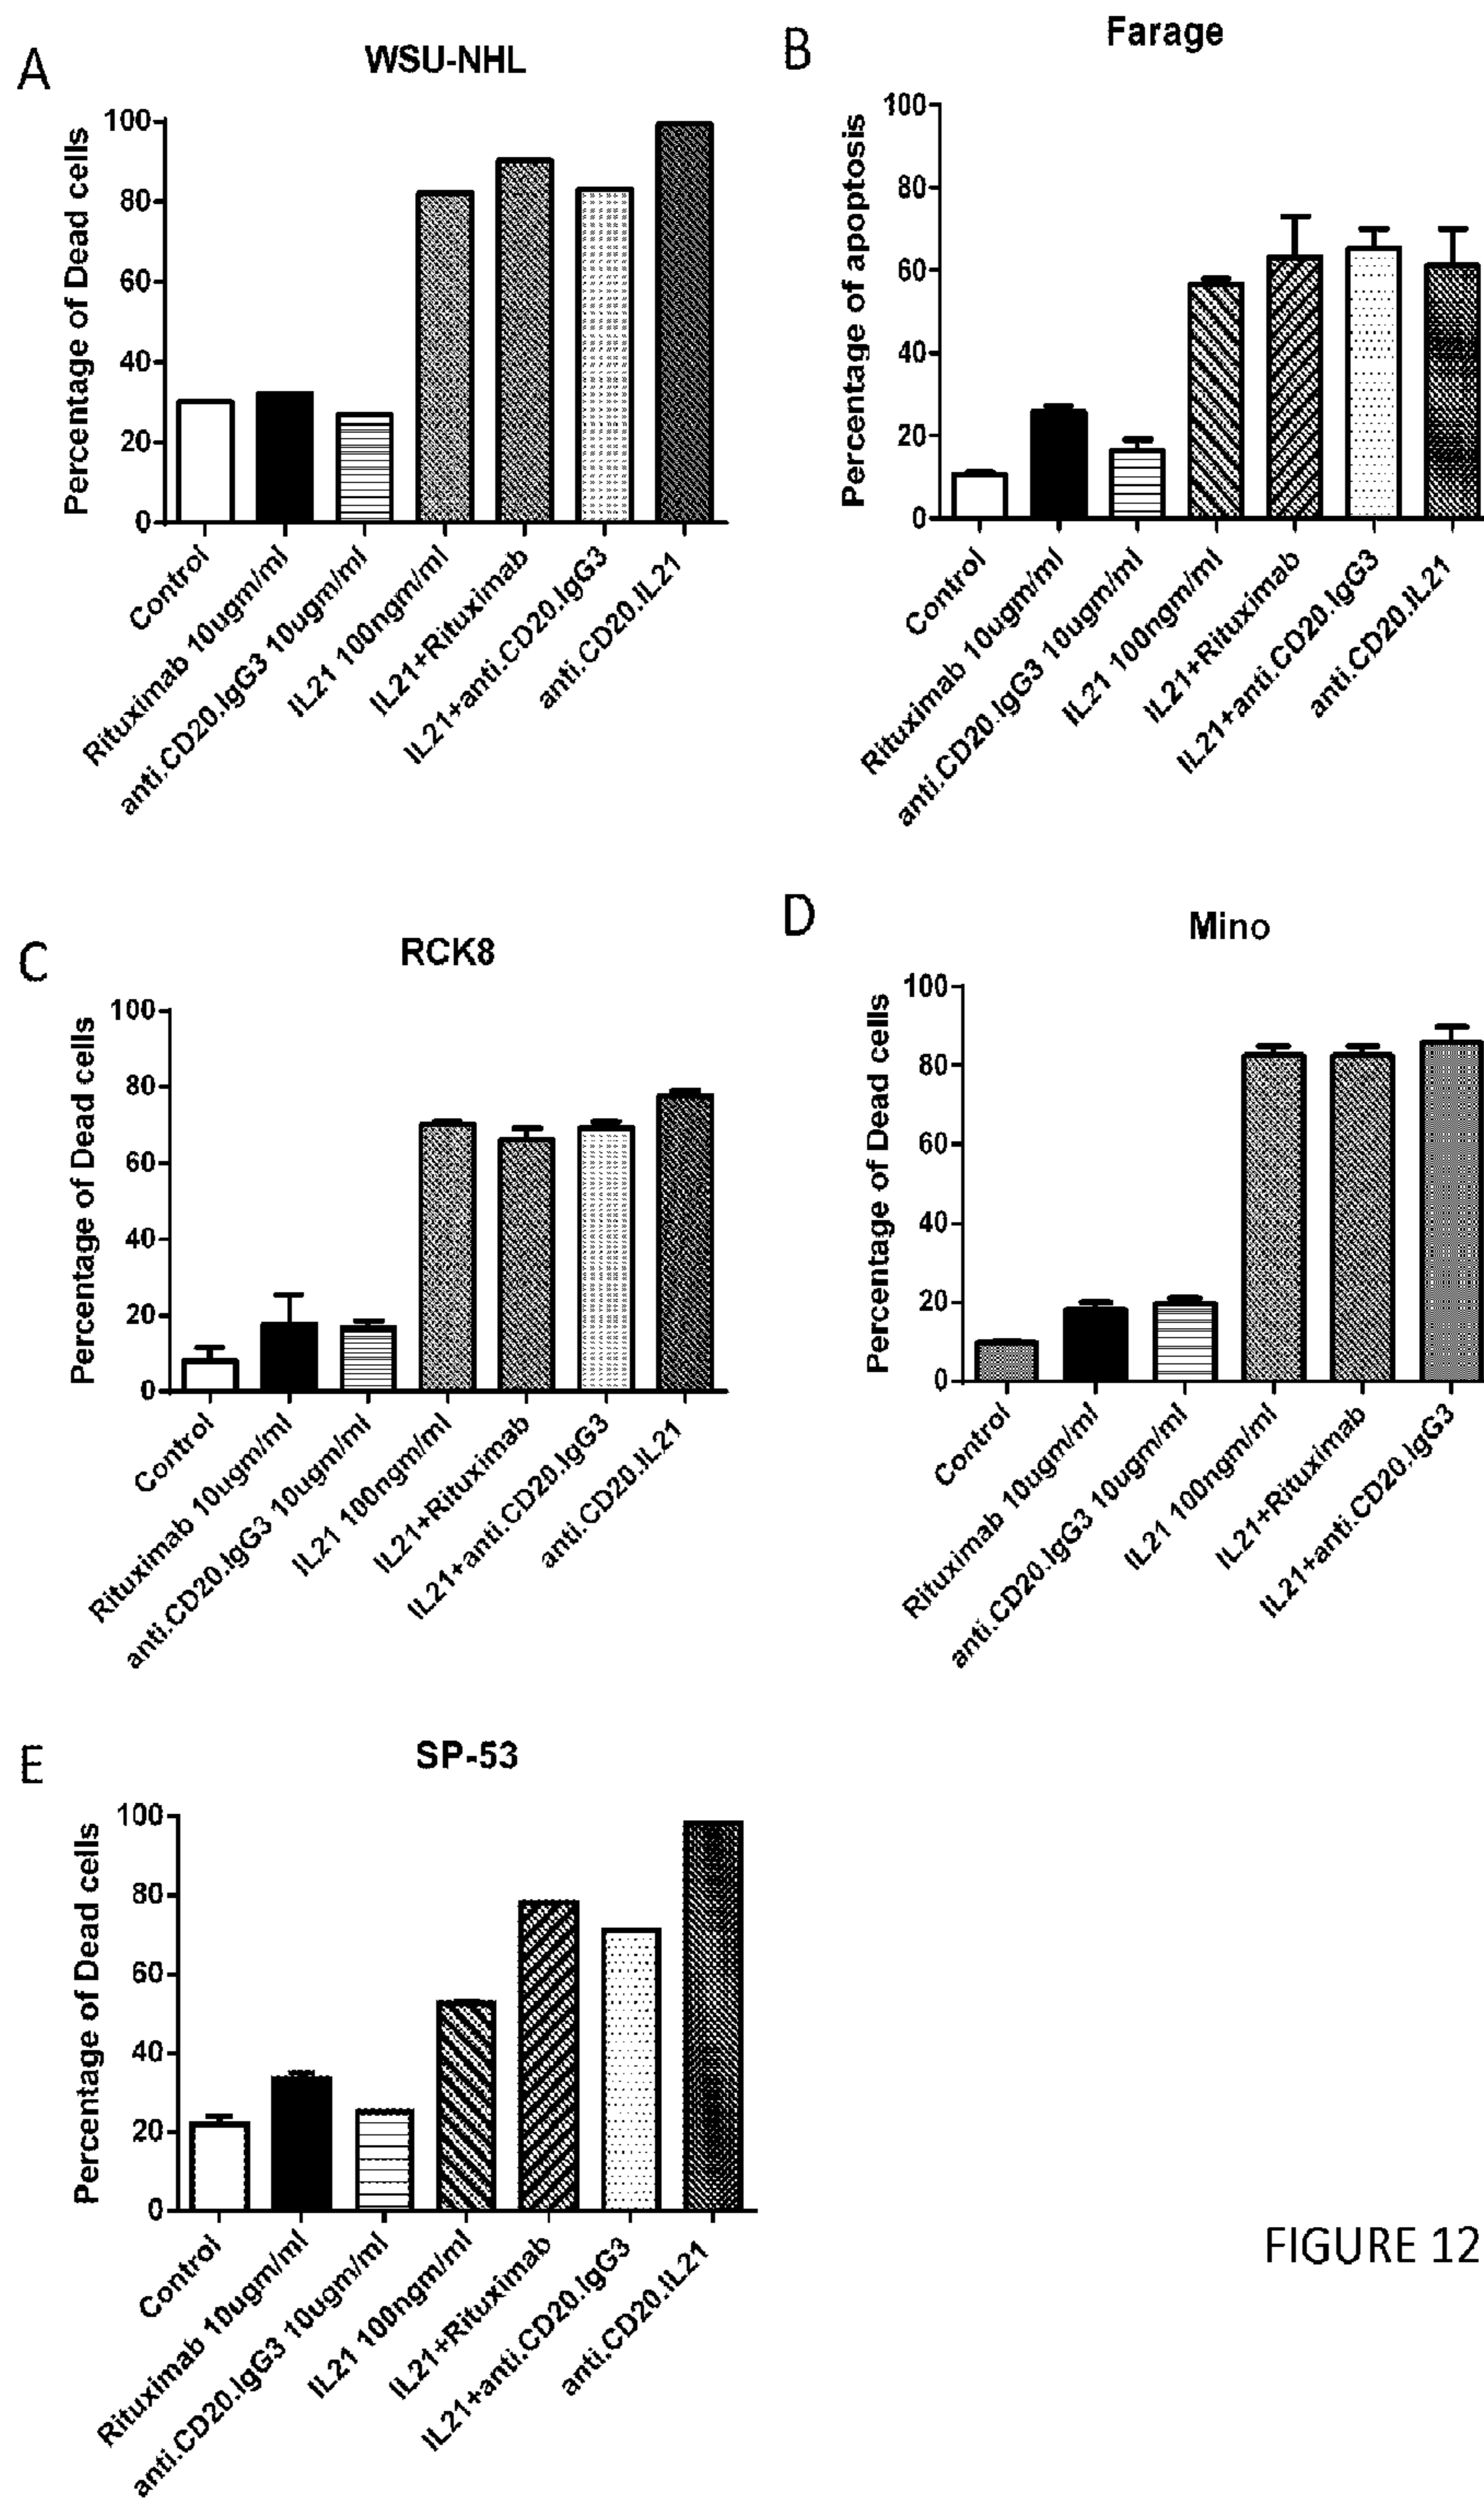 A
WSU-NHL
Percentage of Dead cells
100
80
60
40
20
0
Control
Rituximab 10ugm/ml
anti.CD20.IgG3 10ugm/ml
IL21 100ngm/ml
IL21+Rituximab
IL21+anti.CD20.IgG3
anti.CD20.IL21
B
Farage
Percentage of apoptosis
100
80
60
40
20
0
Control
Rituximab 10ugm/ml
anti.CD20.IgG3 10ugm/ml
IL21 100ngm/ml
IL21+Rituximab
IL21+anti.CD20.IgG3
anti.CD20.IL21
C
RCK8
Percentage of Dead cells
100
80
60
40
20
0
Control
Rituximab 10ugm/ml
anti.CD20.IgG3 10ugm/ml
IL21 100ngm/ml
IL21+Rituximab
IL21+anti.CD20.IgG3
anti.CD20.IL21
D
Mino
Percentage of Dead cells
100
80
60
40
20
0
Control
Rituximab 10ugm/ml
anti.CD20.IgG3 10ugm/ml
IL21 100ngm/ml
IL21+Rituximab
IL21+anti.CD20.IgG3
E
SP-53
Percentage of Dead cells
100
80
60
40
20
0
Control
Rituximab 10ugm/ml
anti.CD20.IgG3 10ugm/ml
IL21 100ngm/ml
IL21+Rituximab
IL21+anti.CD20.IgG3
anti.CD20.IL21
FIGURE 12